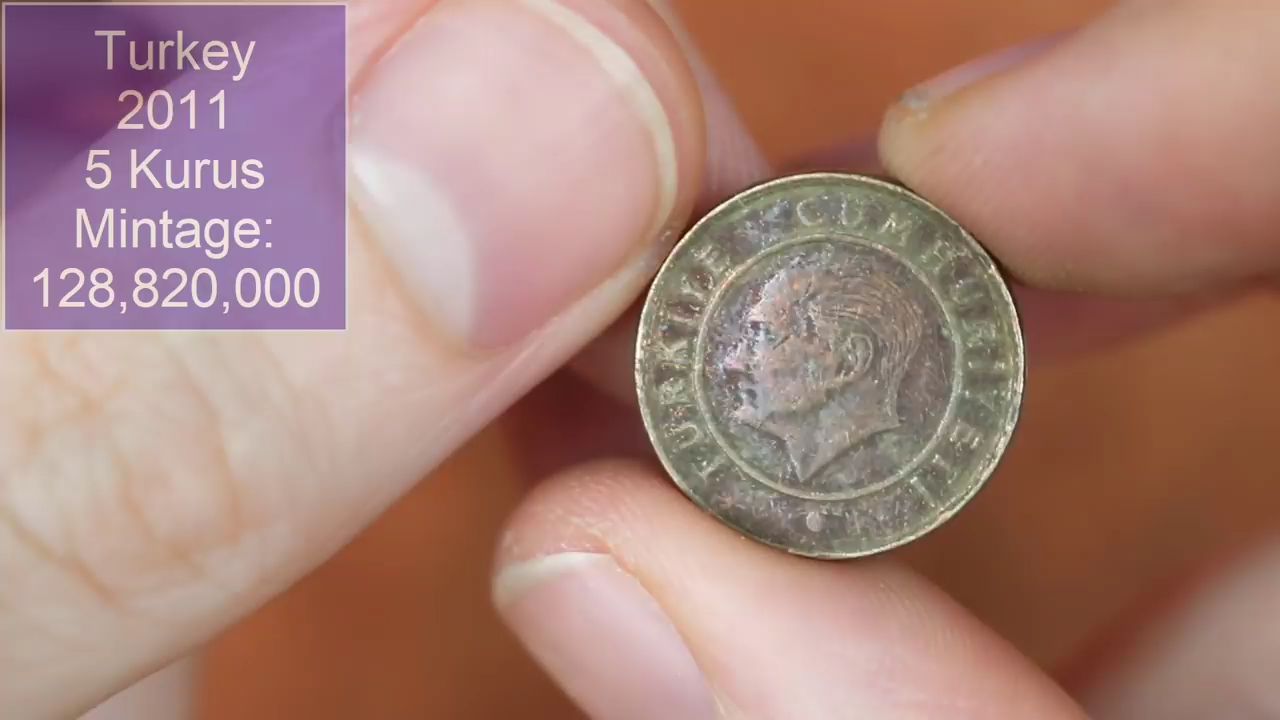 Turkey
2011
5 Kurus
Mintage:
128,820,000
TÜRKİYE CUMHURİYETİ